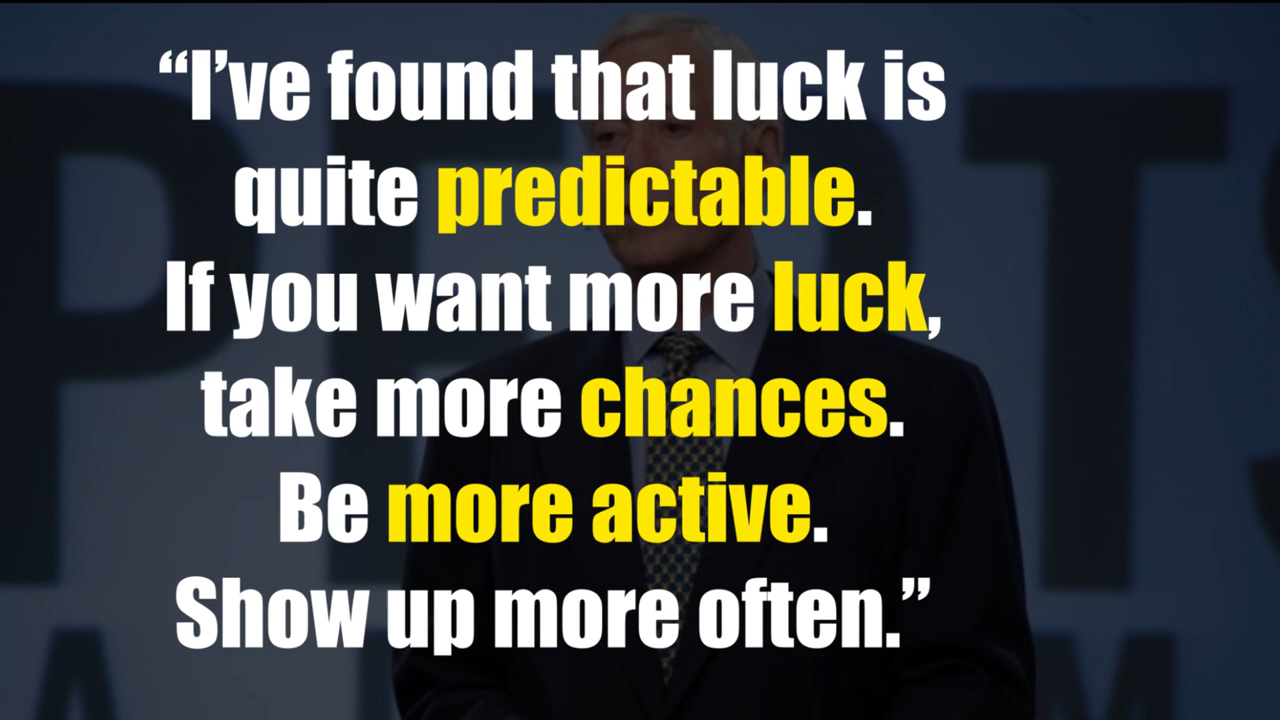 “I’ve found that luck is
quite predictable.
If you want more luck,
take more chances.
Be more active.
Show up more often.”